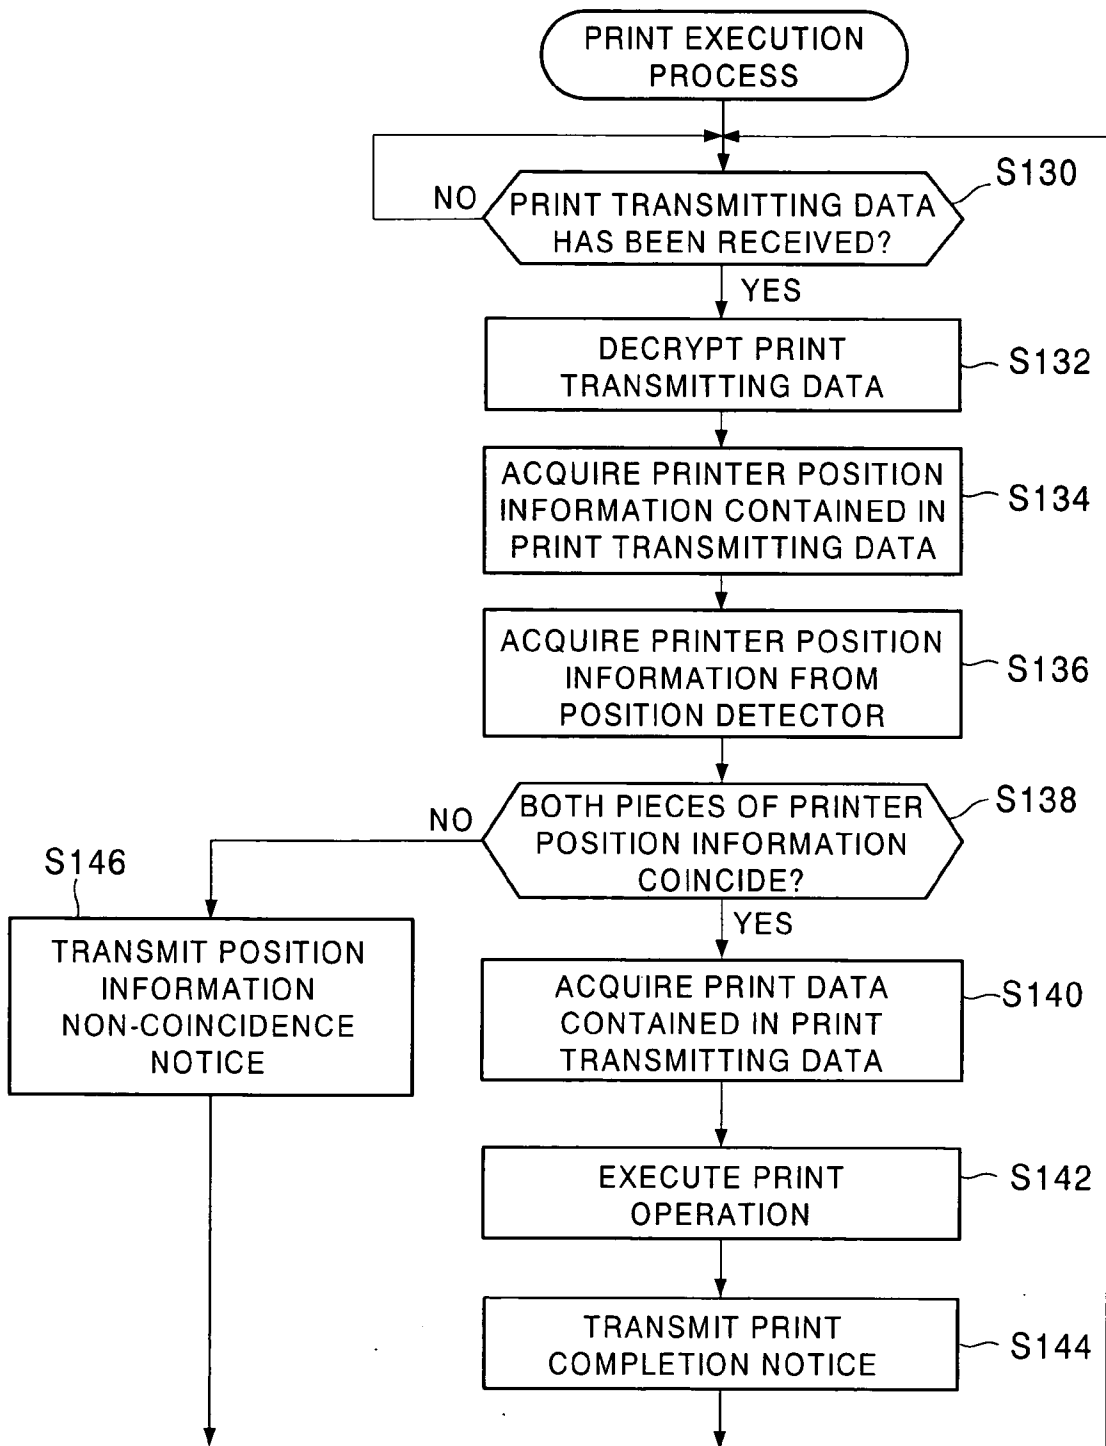 PRINT EXECUTION
PROCESS
S130
NO
PRINT TRANSMITTING DATA
HAS BEEN RECEIVED?
YES
DECRYPT PRINT
TRANSMITTING DATA
S132
ACQUIRE PRINTER POSITION
INFORMATION CONTAINED IN
PRINT TRANSMITTING DATA
S134
ACQUIRE PRINTER POSITION
INFORMATION FROM
POSITION DETECTOR
S136
BOTH PIECES OF PRINTER
POSITION INFORMATION
COINCIDE?
S138
NO
YES
S146
TRANSMIT POSITION
INFORMATION
NON-COINCIDENCE
NOTICE
ACQUIRE PRINT DATA
CONTAINED IN PRINT
TRANSMITTING DATA
S140
EXECUTE PRINT
OPERATION
S142
TRANSMIT PRINT
COMPLETION NOTICE
S144